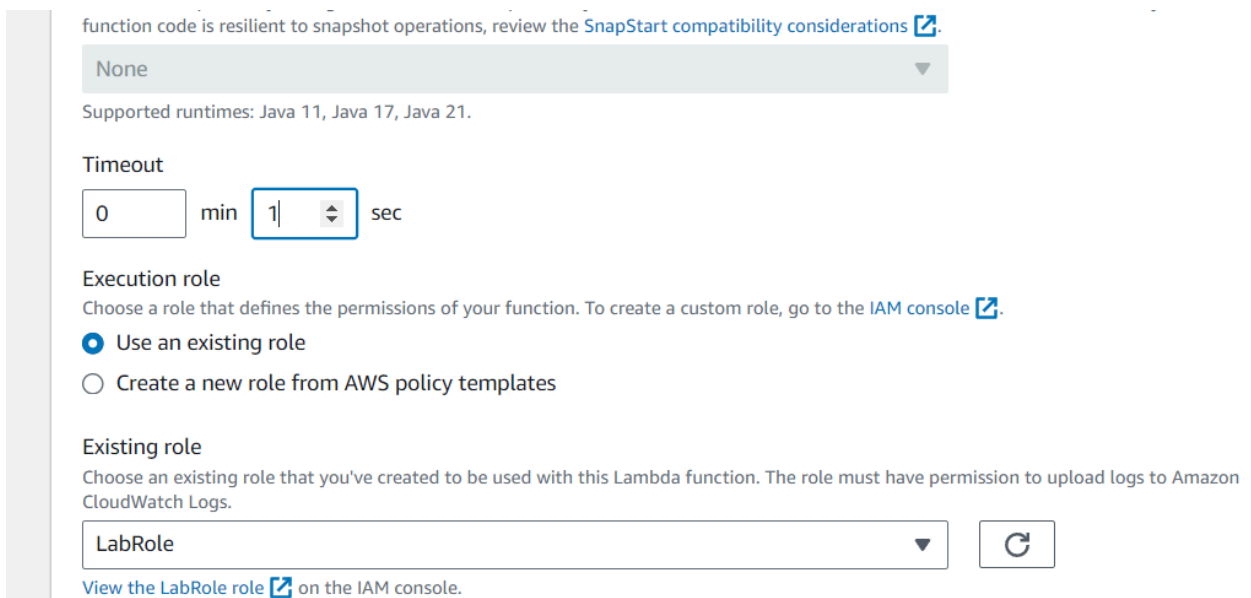 function code is resilient to snapshot operations, review the SnapStart compatibility considerations.
None
Supported runtimes: Java 11, Java 17, Java 21.
Timeout
0 min 1 sec
Execution role
Choose a role that defines the permissions of your function. To create a custom role, go to the IAM console.
Use an existing role
Create a new role from AWS policy templates
Existing role
Choose an existing role that you've created to be used with this Lambda function. The role must have permission to upload logs to Amazon
CloudWatch Logs.
LabRole
View the LabRole role on the IAM console.